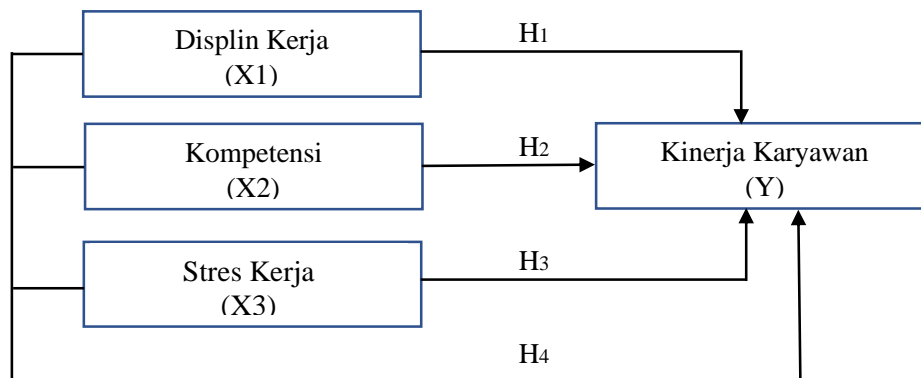 Displin Kerja
(X1)
H1
Kompetensi
(X2)
H2
Kinerja Karyawan
(Y)
Stres Kerja
(X3)
H3
H4